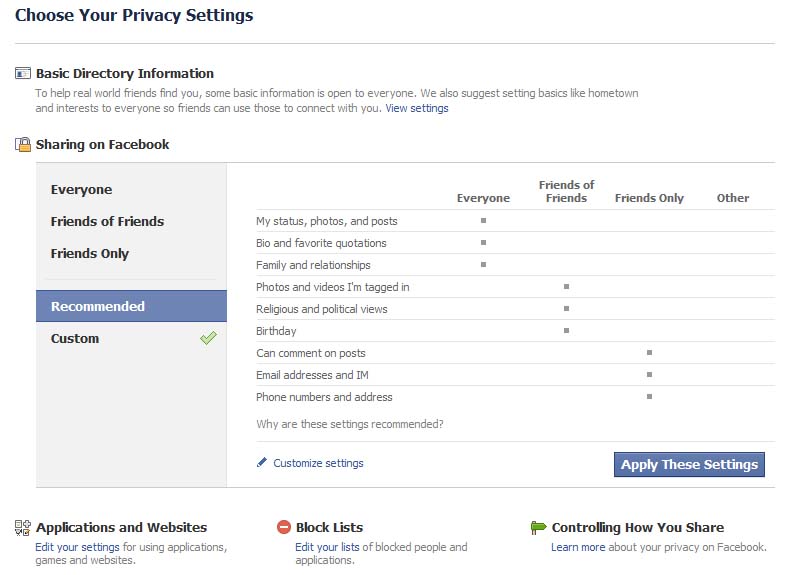 Choose Your Privacy Settings
Basic Directory Information
To help real world friends find you, some basic information is open to everyone. We also suggest setting basics like hometown
and interests to everyone so friends can use those to connect with you. View settings
Sharing on Facebook
Everyone
Friends of Friends
Friends Only
Recommended
Custom
Everyone Friends of Friends Friends Only Other
My status, photos, and posts
Bio and favorite quotations
Family and relationships
Photos and videos I'm tagged in
Religious and political views
Birthday
Can comment on posts
Email addresses and IM
Phone numbers and address
Why are these settings recommended?
Customize settings
Apply These Settings
Applications and Websites
Edit your settings for using applications,
games and websites.
Block Lists
Edit your lists of blocked people and
applications.
Controlling How You Share
Learn more about your privacy on Facebook.